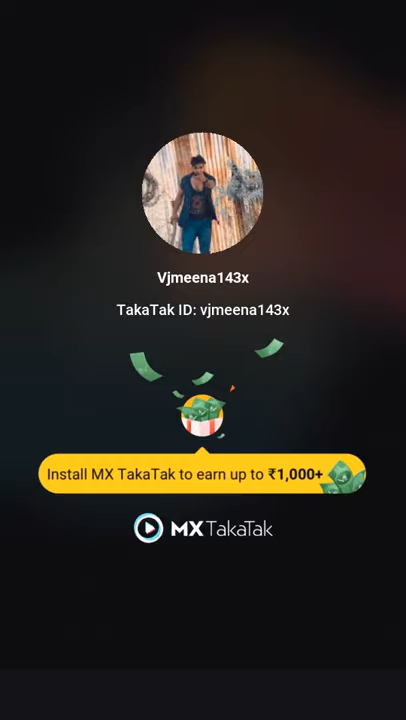 Vjmeena143x
TakaTak ID: vjmeena143x
Install MX TakaTak to earn up to ₹1,000+
MX TakaTak